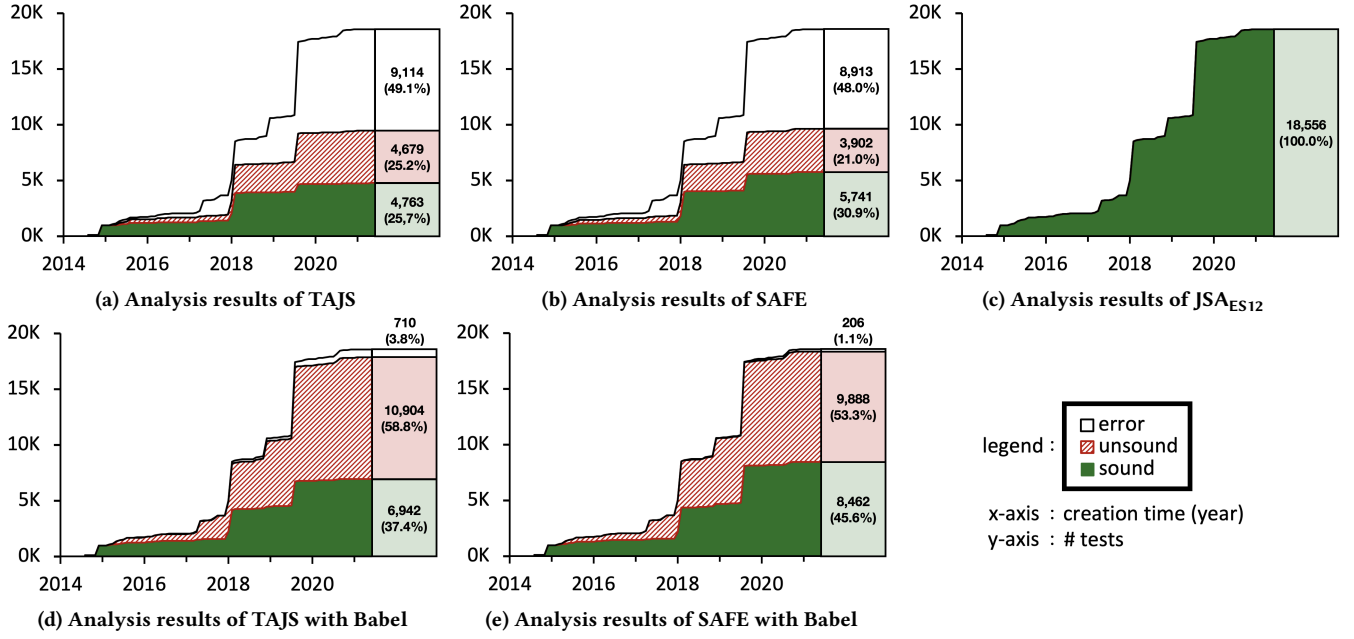 20K
15K
10K
5K
0K
2014 2016 2018 2020
9,114
(49.1%)
4,679
(25.2%)
4,763
(25,7%)
(a) Analysis results of TAJS
20K
15K
10K
5K
0K
2014 2016 2018 2020
8,913
(48.0%)
3,902
(21.0%)
5,741
(30.9%)
(b) Analysis results of SAFE
20K
15K
10K
5K
0K
2014 2016 2018 2020
18,556
(100.0%)
(c) Analysis results of JSAES12
20K
15K
10K
5K
0K
2014 2016 2018 2020
710
(3.8%)
10,904
(58.8%)
6,942
(37.4%)
(d) Analysis results of TAJS with Babel
20K
15K
10K
5K
0K
2014 2016 2018 2020
206
(1.1%)
9,888
(53.3%)
8,462
(45.6%)
(e) Analysis results of SAFE with Babel
legend :
error
unsound
sound
x-axis : creation time (year)
y-axis : # tests